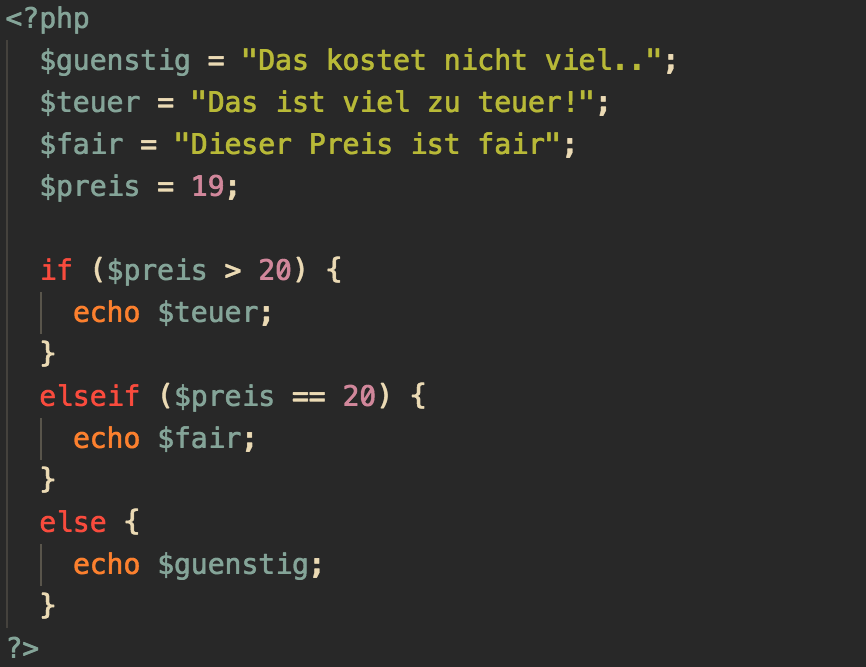 <?php
  $guenstig = "Das kostet nicht viel..";
  $teuer = "Das ist viel zu teuer!";
  $fair = "Dieser Preis ist fair";
  $preis = 19;

  if ($preis > 20) {
    echo $teuer;
  }
  elseif ($preis == 20) {
    echo $fair;
  }
  else {
    echo $guenstig;
  }
?>